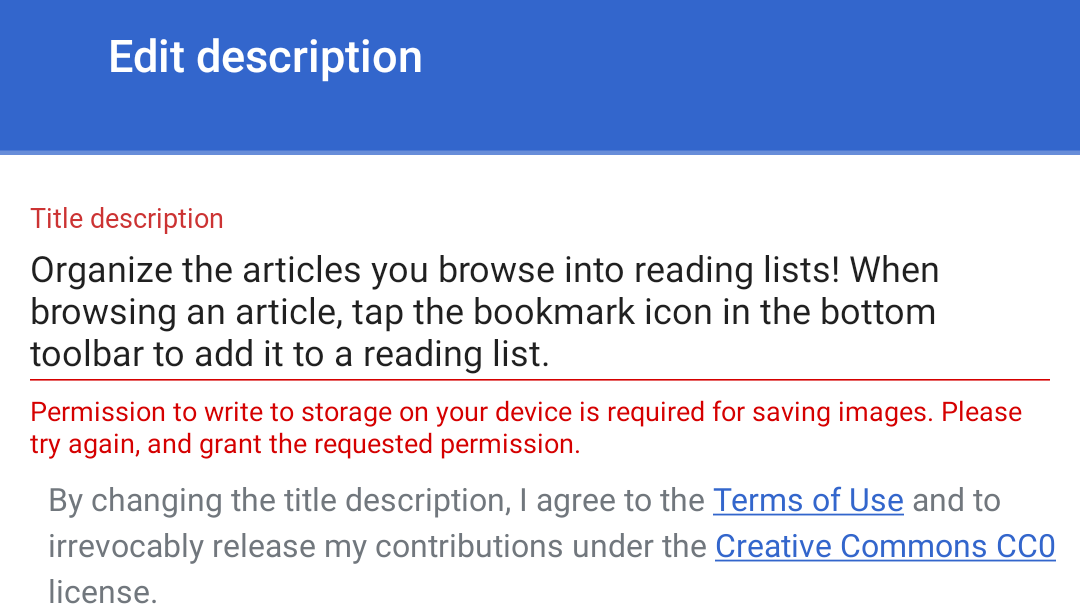 Edit description
Title description
Organize the articles you browse into reading lists! When
browsing an article, tap the bookmark icon in the bottom
toolbar to add it to a reading list.
Permission to write to storage on your device is required for saving images. Please
try again, and grant the requested permission.
By changing the title description, I agree to the Terms of Use and to
irrevocably release my contributions under the Creative Commons CC0
license.